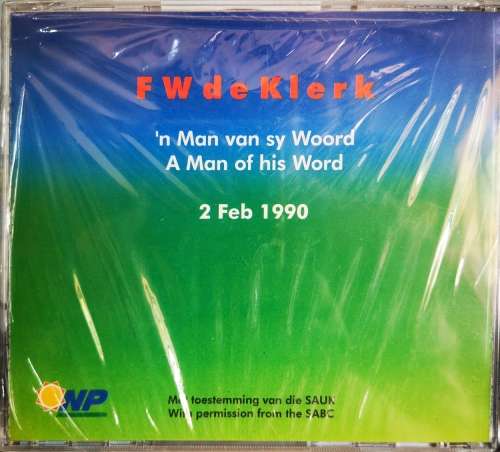 F W de Klerk
'n Man van sy Woord
A Man of his Word
2 Feb 1990
NP
Met toestemming van die SAUK
With permission from the SABC